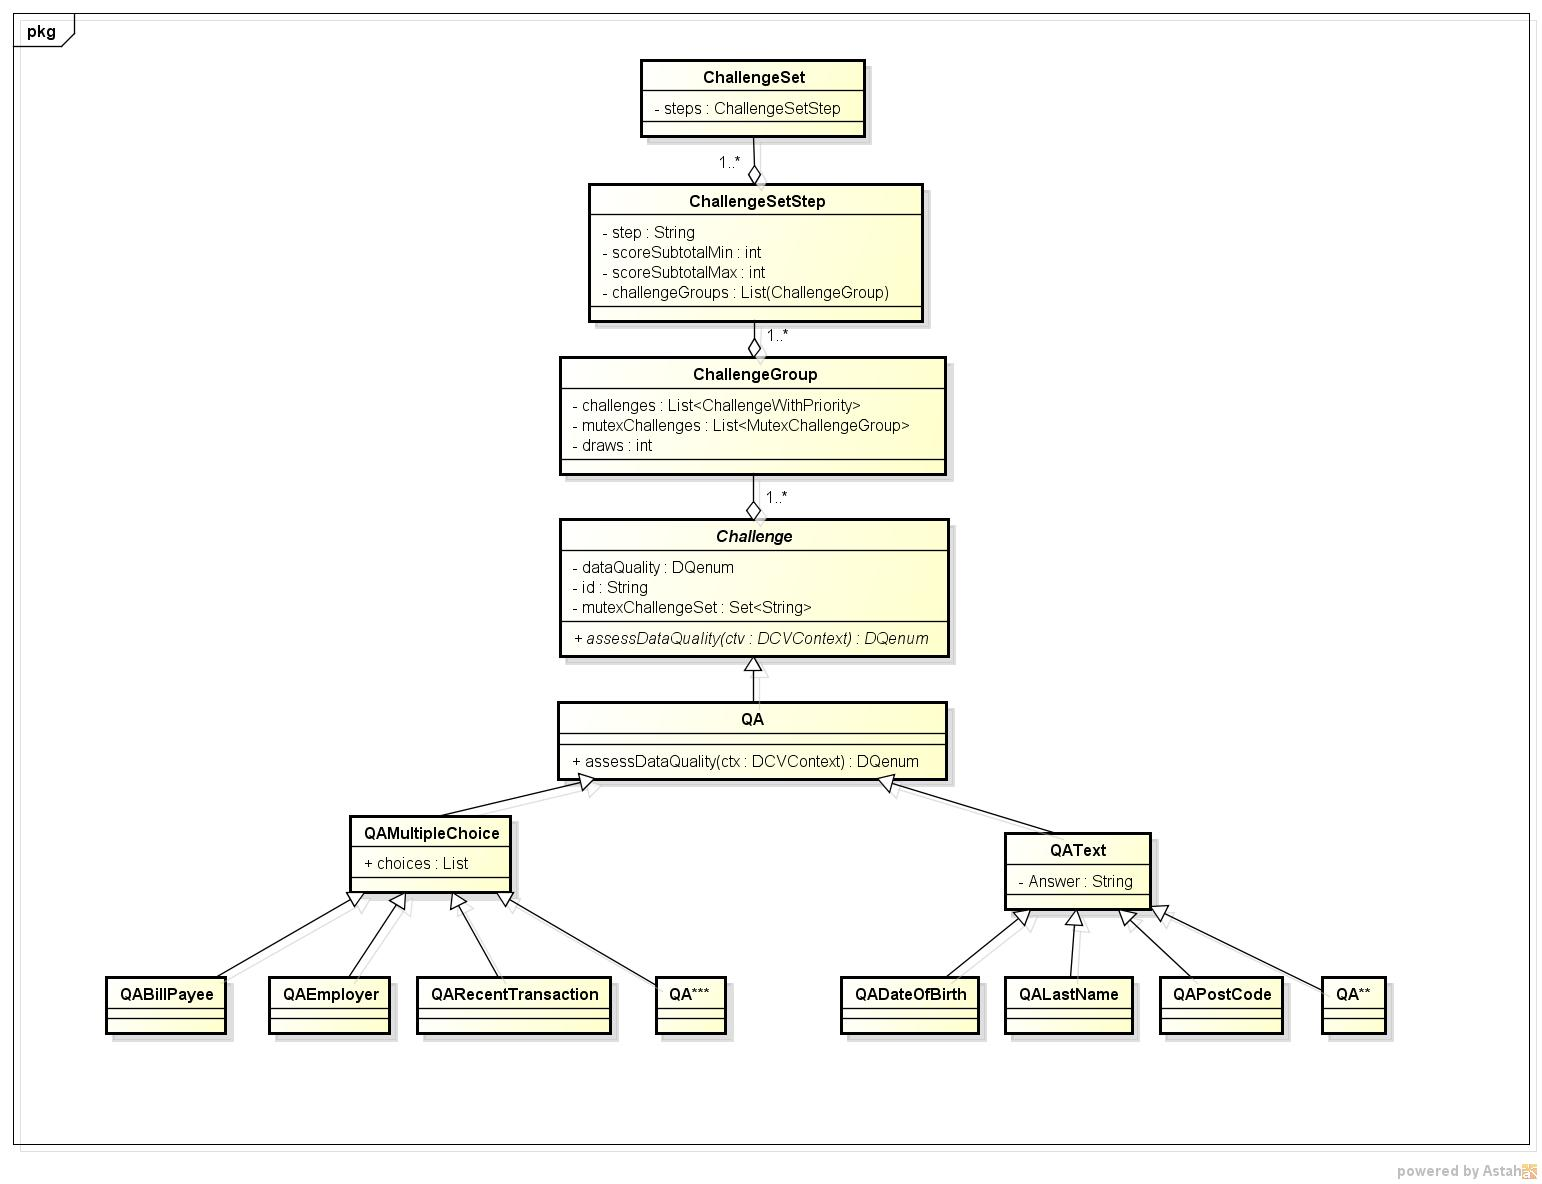 pkg
ChallengeSet
- steps : ChallengeSetStep
1..*
ChallengeSetStep
- step : String
- scoreSubtotalMin : int
- scoreSubtotalMax : int
- challengeGroups : List(ChallengeGroup)
1..*
ChallengeGroup
- challenges : List<ChallengeWithPriority>
- mutexChallenges : List<MutexChallengeGroup>
- draws : int
1..*
Challenge
- dataQuality : DQenum
- id : String
- mutexChallengeSet : Set<String>
+ assessDataQuality(ctv : DCVContext) : DQenum
QA
+ assessDataQuality(ctx : DCVContext) : DQenum
QAMultipleChoice
+ choices : List
QAText
- Answer : String
QABillPayee
QAEmployer
QARecentTransaction
QA***
QADateOfBirth
QALastName
QAPostCode
QA**
powered by Astah